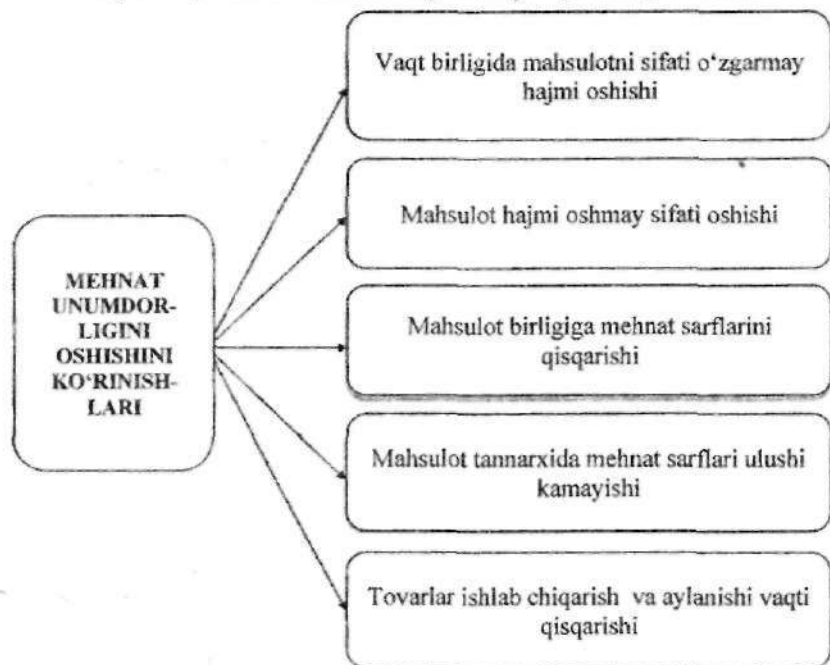 Vaqt birligida mahsulotni sifati o‘zgarmay
hajmi oshishi
Mahsulot hajmi oshmay sifati oshishi
MEHNAT
UNUMDOR-
LIGINI
OSHISHINI
KO‘RINISH-
LARI
Mahsulot birligiga mehnat sarflarini
qisqarishi
Mahsulot tannarxida mehnat sarflari ulushi
kamayishi
Tovarlar ishlab chiqarish va aylanishi vaqti
qisqarishi